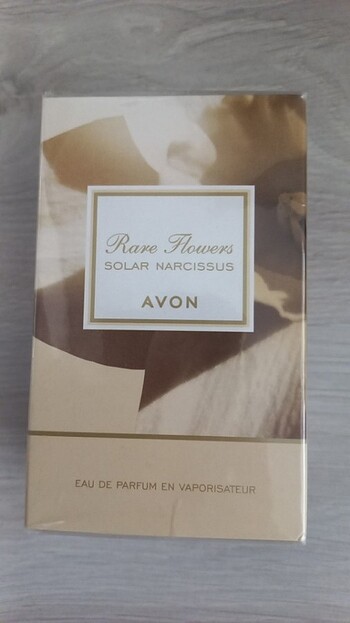 Rare Flowers
SOLAR NARCISSUS
AVON
EAU DE PARFUM EN VAPORISATEUR